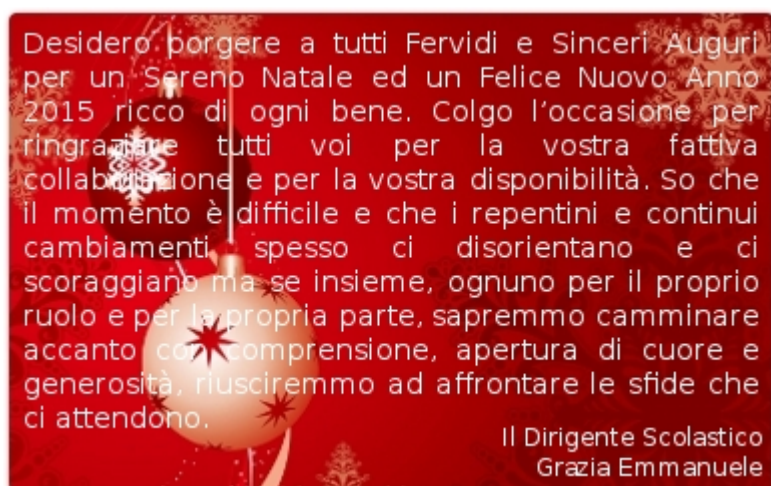 Desidero porgere a tutti Fervidi e Sinceri Auguri
per un Sereno Natale ed un Felice Nuovo Anno
2015 ricco di ogni bene. Colgo l’occasione per
ringraziare tutti voi per la vostra fattiva
collaborazione e per la vostra disponibilità. So che
il momento è difficile e che i repentini e continui
cambiamenti spesso ci disorientano e ci
scoraggiano ma se insieme, ognuno per il proprio
ruolo e per la propria parte, sapremmo camminare
accanto con comprensione, apertura di cuore e
generosità, riusciremmo ad affrontare le sfide che
ci attendono.
Il Dirigente Scolastico
Grazia Emmanuele